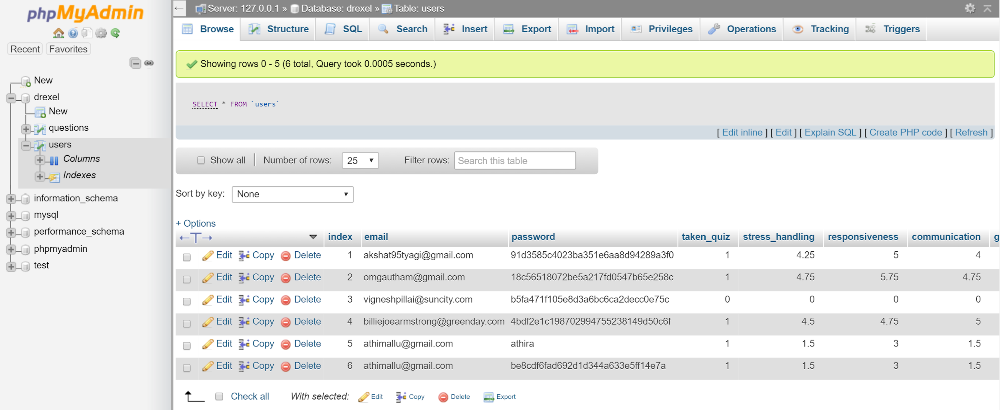 phpMyAdmin
Recent Favorites
New
drexel
New
questions
users
Columns
Indexes
information_schema
mysql
performance_schema
phpmyadmin
test
← Server: 127.0.0.1 » Database: drexel » Table: users
Browse Structure SQL Search Insert Export Import Privileges Operations Tracking Triggers
Showing rows 0 - 5 (6 total, Query took 0.0005 seconds.)
SELECT * FROM `users`
[ Edit inline ] [ Edit ] [ Explain SQL ] [ Create PHP code ] [ Refresh ]
Show all Number of rows: 25 Filter rows: Search this table
Sort by key: None
+ Options
←T→ index email password taken_quiz stress_handling responsiveness communication g
Edit Copy Delete 1 akshat95tyagi@gmail.com 91d3585c4023ba351e6aa8d94289a3f0 1 4.25 5 4
Edit Copy Delete 2 omgautham@gmail.com 18c56518072be5a217fd0547b65e258c 1 4.75 5.75 4.75
Edit Copy Delete 3 vigneshpillai@suncity.com b5fa471f105e8d3a6bc6ca2decc0e75c 0 0 0 0
Edit Copy Delete 4 billiejoearmstrong@greenday.com 4bdf2e1c198702994755238149d50c6f 1 4.5 4.75 5
Edit Copy Delete 5 athimallu@gmail.com athira 1 1.5 3 1.5
Edit Copy Delete 6 athimallu@gmail.com be8cdf6fad692d1d344a633e5ff14e7a 1 1.5 3 1.5
Check all With selected: Edit Copy Delete Export